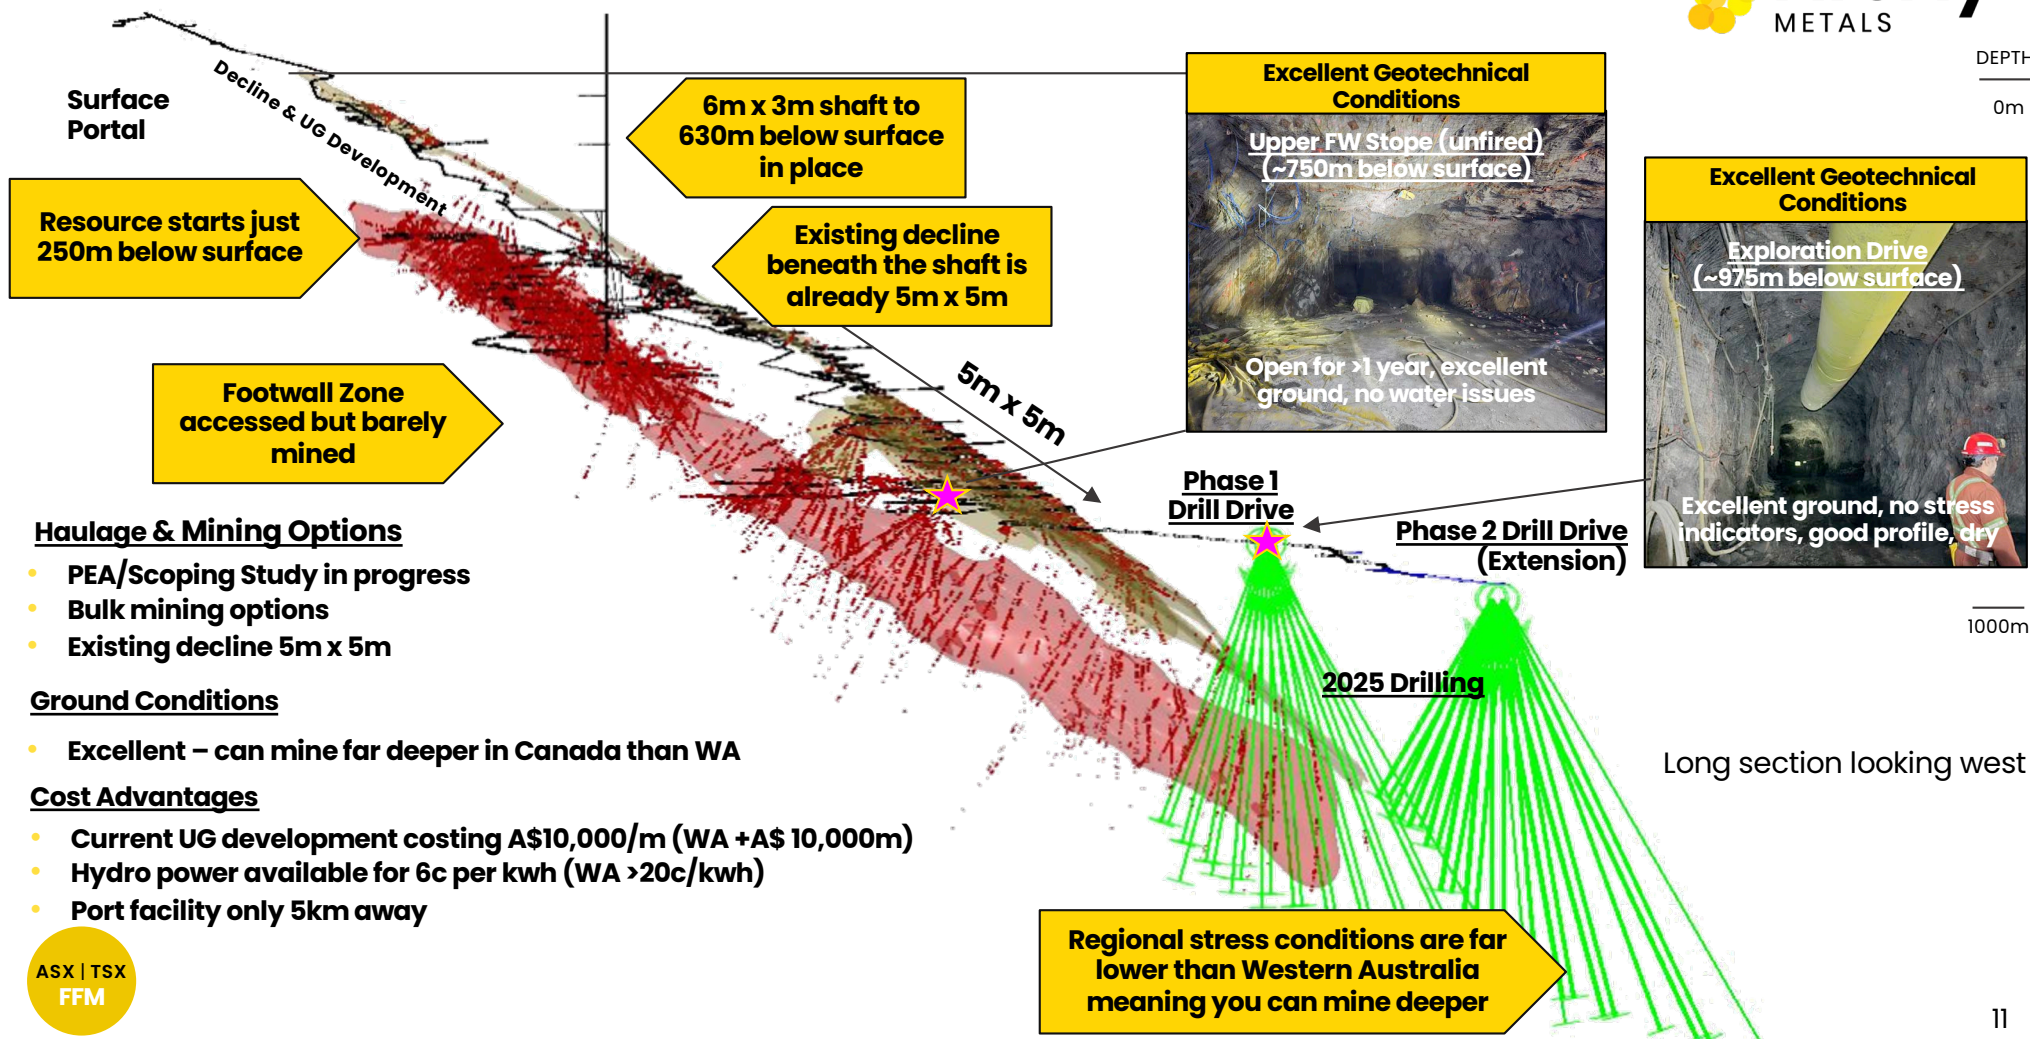 METALS
DEPTH
0m
1000m
Surface
Portal
Decline & UG Development
6m x 3m shaft to
630m below surface
in place
Excellent Geotechnical
Conditions
Upper FW Stope (unfired)
(~750m below surface)
Open for >1 year, excellent
ground, no water issues
Excellent Geotechnical
Conditions
Exploration Drive
(~975m below surface)
Excellent ground, no stress
indicators, good profile, dry
Resource starts just
250m below surface
Existing decline
beneath the shaft is
already 5m x 5m
Footwall Zone
accessed but barely
mined
5m x 5m
Phase 1
Drill Drive
Phase 2 Drill Drive
(Extension)
2025 Drilling
Haulage & Mining Options
• PEA/Scoping Study in progress
• Bulk mining options
• Existing decline 5m x 5m
Ground Conditions
• Excellent – can mine far deeper in Canada than WA
Cost Advantages
• Current UG development costing A$10,000/m (WA +A$ 10,000m)
• Hydro power available for 6c per kwh (WA >20c/kwh)
• Port facility only 5km away
Long section looking west
Regional stress conditions are far
lower than Western Australia
meaning you can mine deeper
ASX | TSX
FFM
11